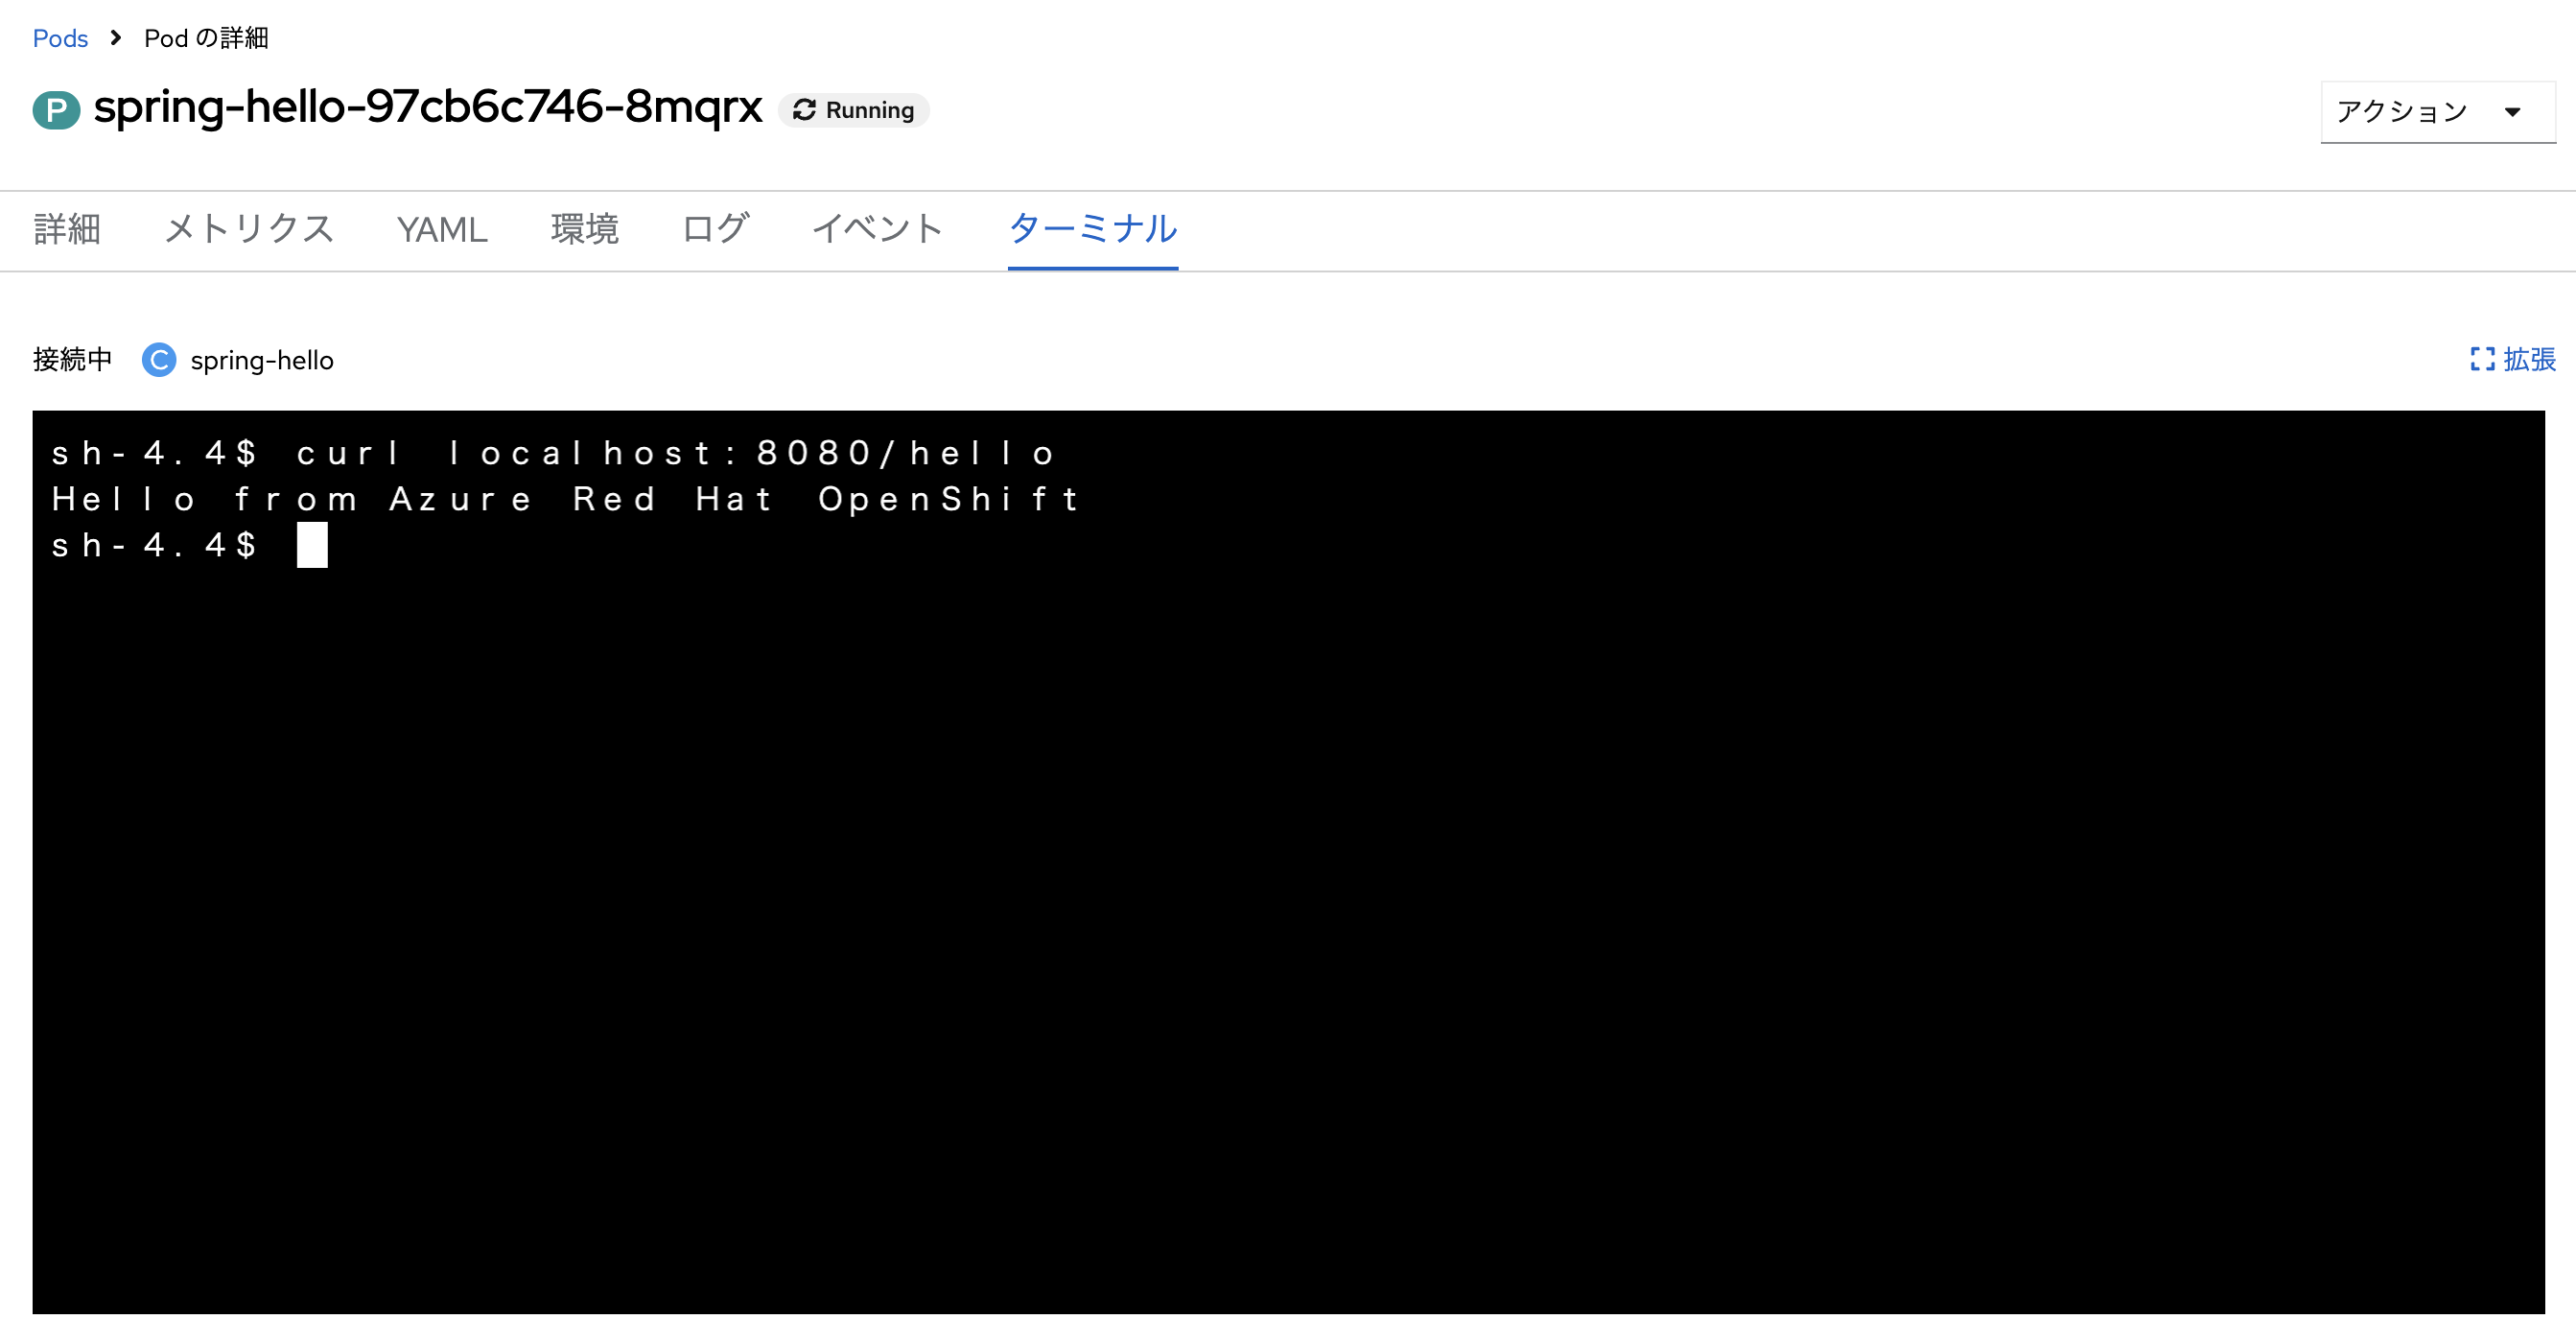 Pods > Pod の詳細
P spring-hello-97cb6c746-8mqrx Running
アクション
詳細 メトリクス YAML 環境 ログ イベント ターミナル
接続中 C spring-hello
拡張
sh-4.4$ curl localhost:8080/hello
Hello from Azure Red Hat OpenShift
sh-4.4$